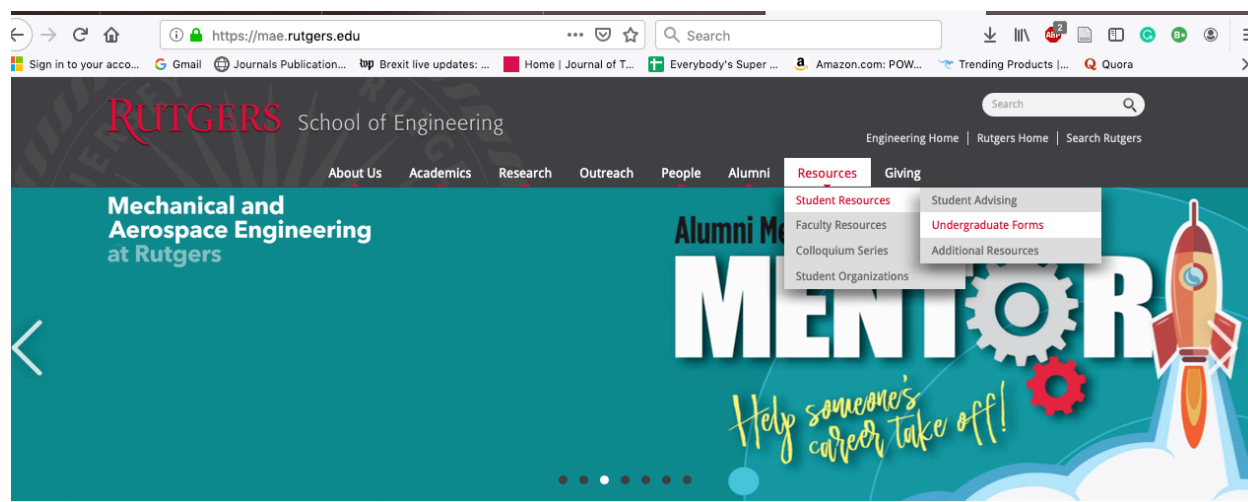 https://mae.rutgers.edu
Search
2
Sign in to your acco... Gmail Journals Publication... Brexit live updates: ... Home | Journal of T... Everybody's Super ... Amazon.com: POW... Trending Products |... Quora
RUTGERS School of Engineering
Search
Engineering Home | Rutgers Home | Search Rutgers
About Us Academics Research Outreach People Alumni Resources Giving
Student Resources Student Advising
Faculty Resources Undergraduate Forms
Colloquium Series Additional Resources
Student Organizations
Mechanical and
Aerospace Engineering
at Rutgers
Alumni Me
MENTOR
Help someone's
career take off!